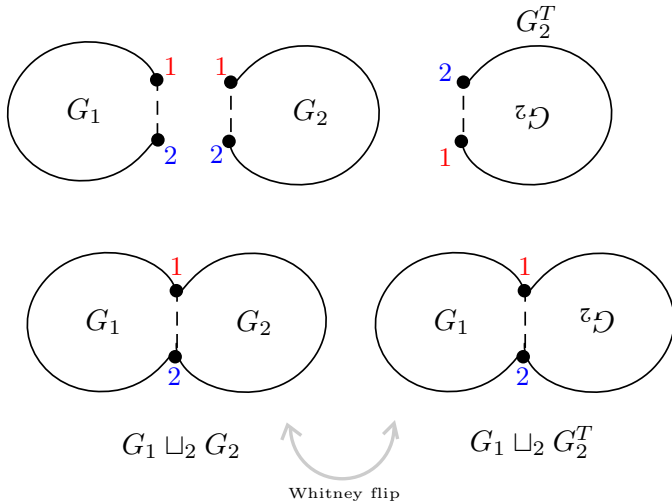 G_2^T
1 1 2
G_1 G_2 G_2
2 2 1
1 1
G_1 G_2 G_1 G_2
2 2
G_1 ⊔_2 G_2 G_1 ⊔_2 G_2^T
Whitney flip